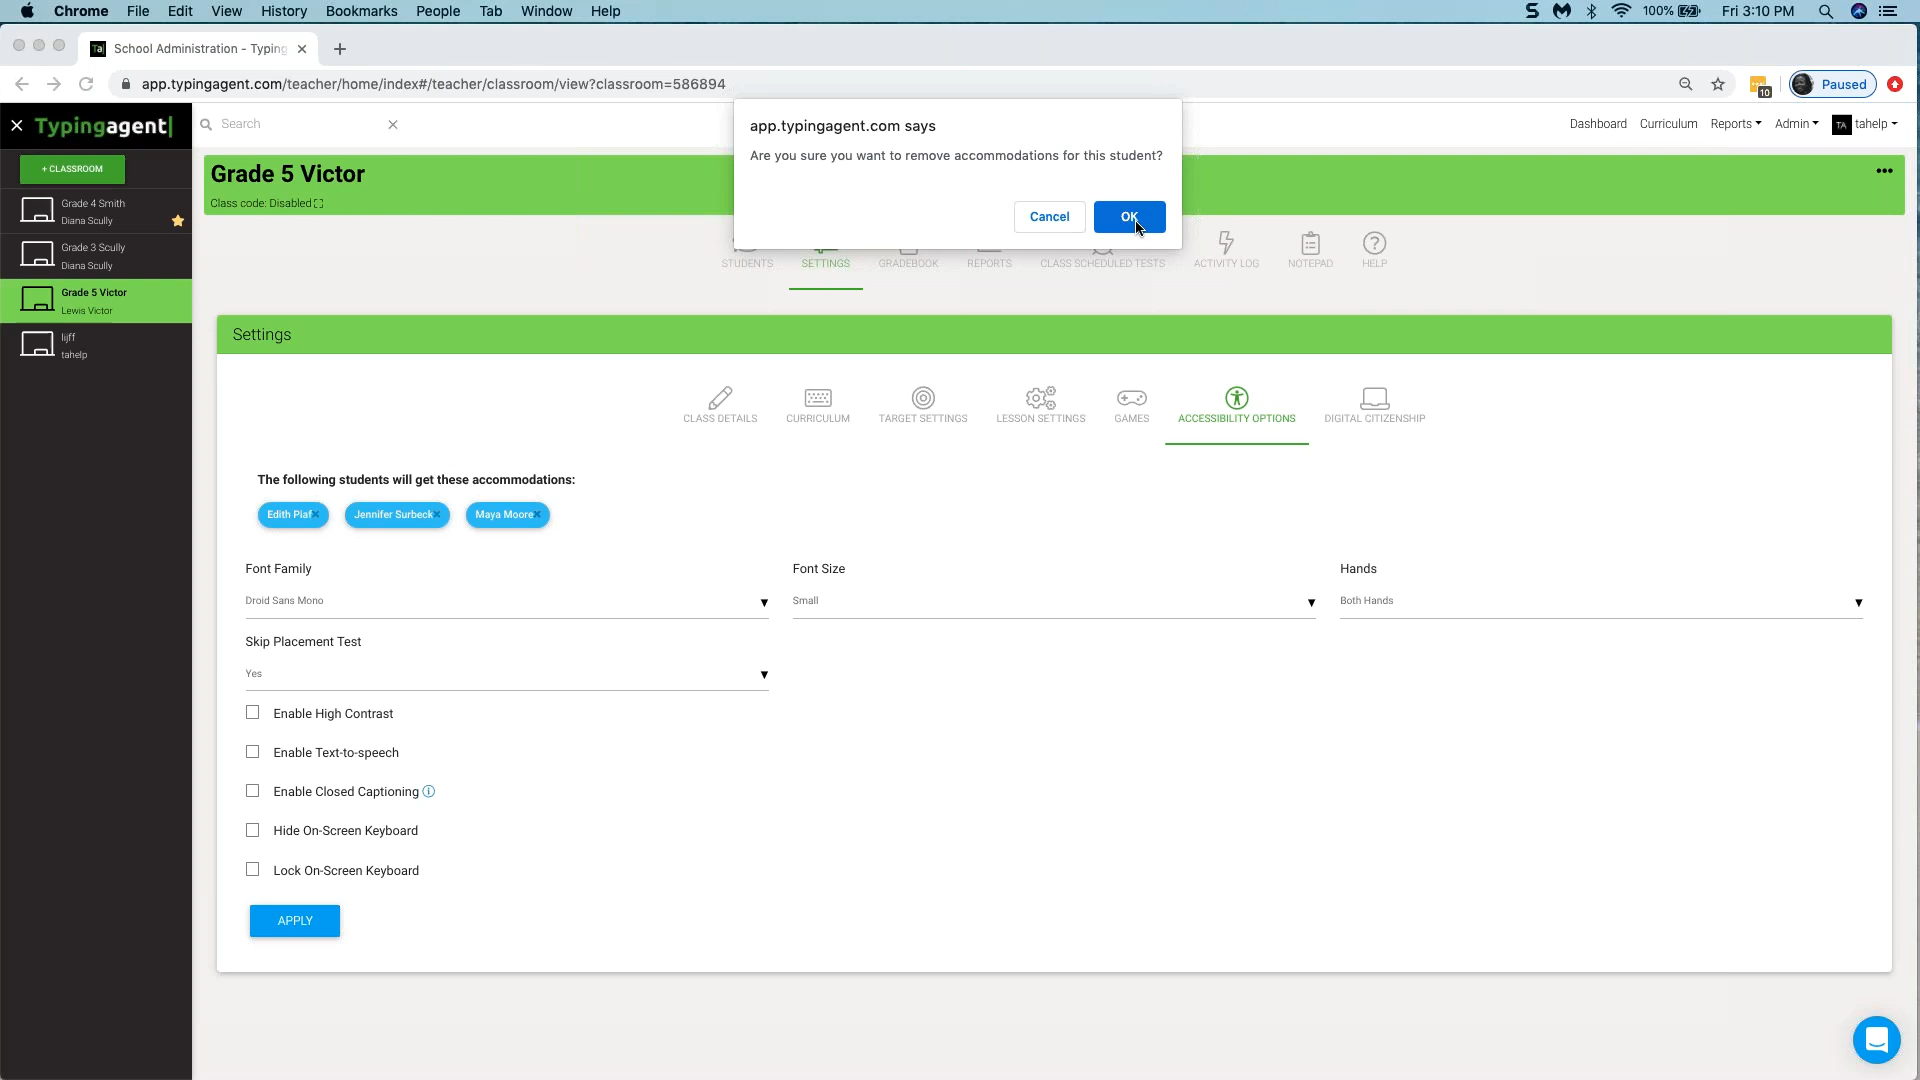 Chrome File Edit View History Bookmarks People Tab Window Help
100% Fri 3:10 PM
Ta| School Administration - Typing
app.typingagent.com/teacher/home/index#/teacher/classroom/view?classroom=586894
10 Paused
Typingagent|
Search
Dashboard Curriculum Reports Admin TA tahelp
+ CLASSROOM
Grade 4 Smith
Diana Scully
Grade 3 Scully
Diana Scully
Grade 5 Victor
Lewis Victor
lijff
tahelp
app.typingagent.com says
Are you sure you want to remove accommodations for this student?
Cancel OK
Grade 5 Victor
Class code: Disabled
STUDENTS SETTINGS GRADEBOOK REPORTS CLASS SCHEDULED TESTS ACTIVITY LOG NOTEPAD HELP
Settings
CLASS DETAILS CURRICULUM TARGET SETTINGS LESSON SETTINGS GAMES ACCESSIBILITY OPTIONS DIGITAL CITIZENSHIP
The following students will get these accommodations:
Edith Piaf Jennifer Surbeck Maya Moore
Font Family Font Size Hands
Droid Sans Mono Small Both Hands
Skip Placement Test
Yes
Enable High Contrast
Enable Text-to-speech
Enable Closed Captioning
Hide On-Screen Keyboard
Lock On-Screen Keyboard
APPLY